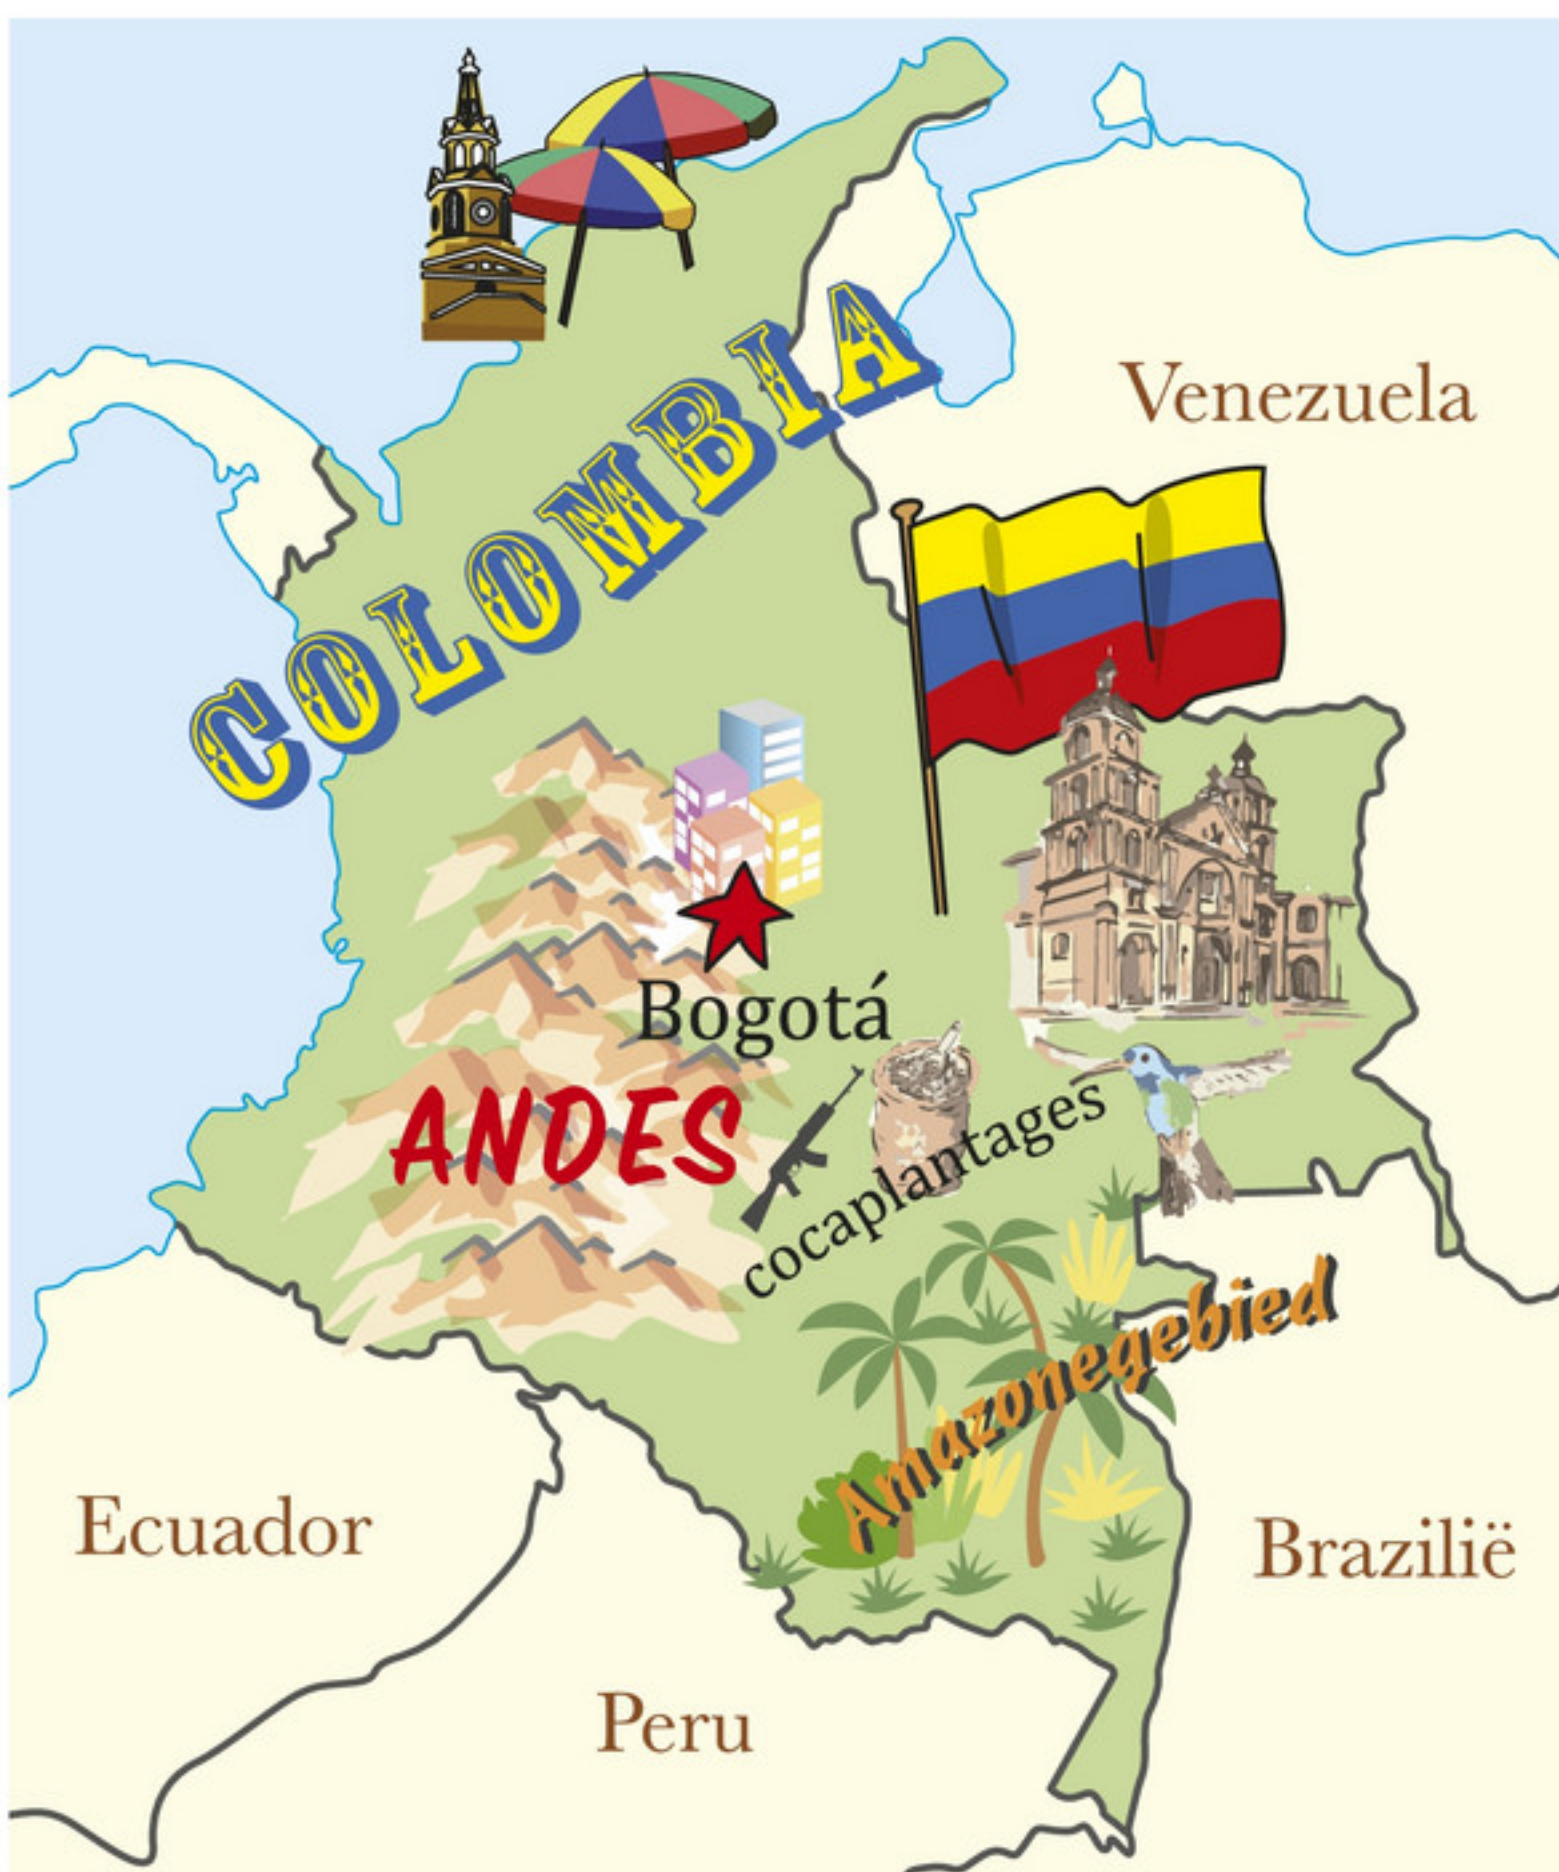 COLOMBIA
Venezuela
Bogotá
ANDES
cocaplantages
Amazonegebied
Ecuador
Brazilië
Peru